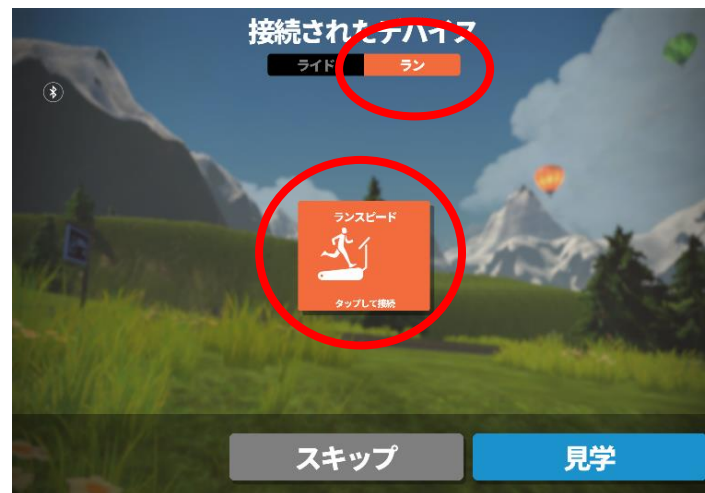 接続されたデバイス
ライド ラン
ランスピード
タップして接続
スキップ 見学